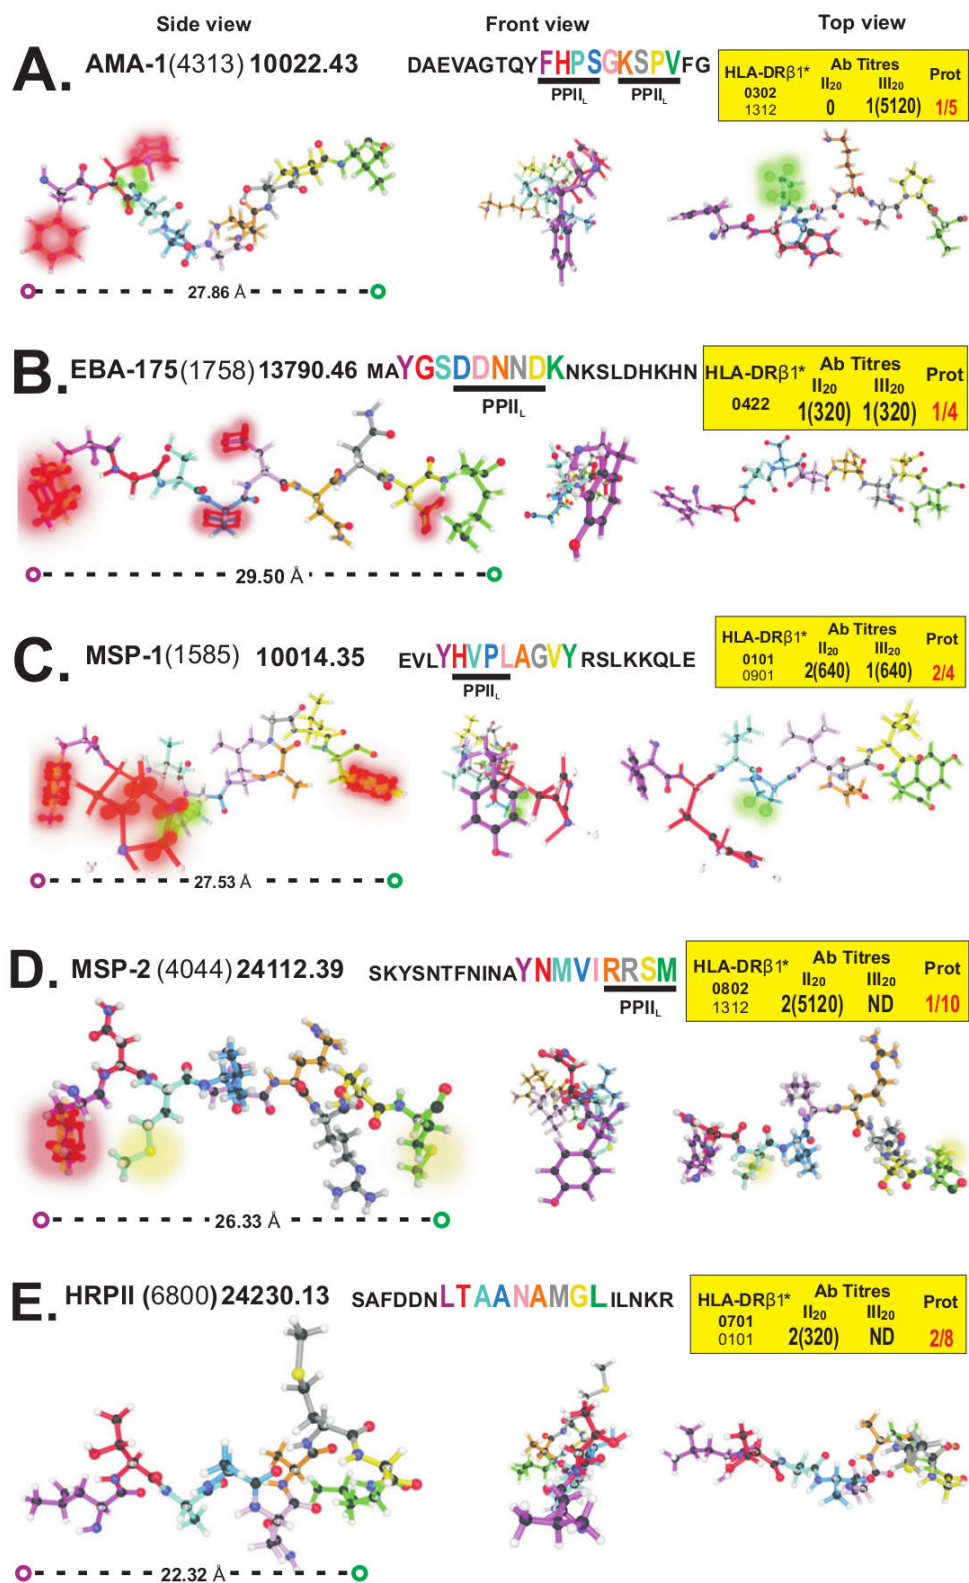 Side view Front view Top view
A. AMA-1(4313) 10022.43 DAEVAGTQYFHPSGKSPVFG
PPIIL PPIIL
HLA-DRβ1* Ab Titres Prot
II20 III20
0302
1312 0 1(5120) 1/5
27.86 Å
B. EBA-175(1758)13790.46 MAYGSDDNNDKNKSLDHKHN
PPIIL
HLA-DRβ1* Ab Titres Prot
II20 III20
0422 1(320) 1(320) 1/4
29.50 Å
C. MSP-1(1585) 10014.35 EVLYHVPLAGVYRSLKKQLE
PPIIL
HLA-DRβ1* Ab Titres Prot
II20 III20
0101
0901 2(640) 1(640) 2/4
27.53 Å
D. MSP-2 (4044)24112.39 SKYSNTFNINAYNMVIRRSM
PPIIL
HLA-DRβ1* Ab Titres Prot
II20 III20
0802
1312 2(5120) ND 1/10
26.33 Å
E. HRPII (6800)24230.13 SAFDDNLTAANAMGLILNKR
HLA-DRβ1* Ab Titres Prot
II20 III20
0701
0101 2(320) ND 2/8
22.32 Å